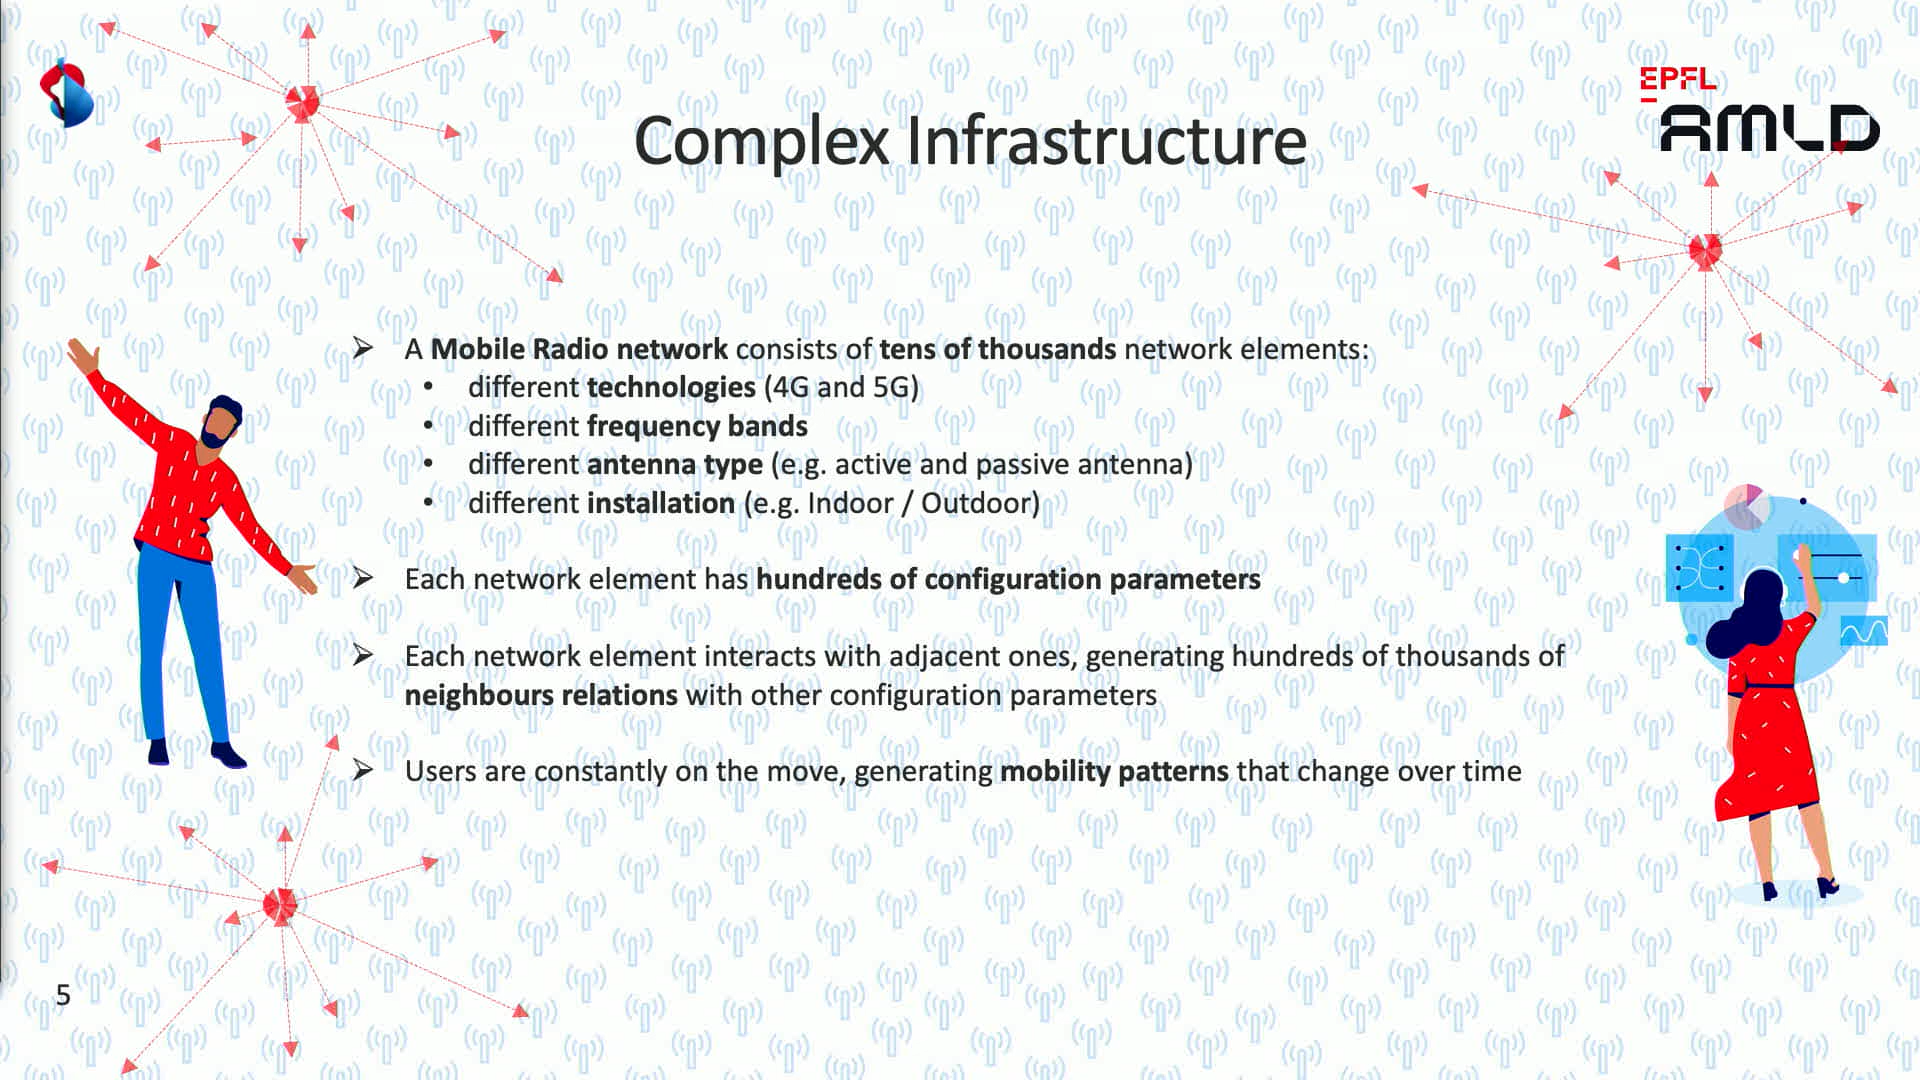 EPFL
AMLD
Complex Infrastructure
➢ A Mobile Radio network consists of tens of thousands network elements:
• different technologies (4G and 5G)
• different frequency bands
• different antenna type (e.g. active and passive antenna)
• different installation (e.g. Indoor / Outdoor)
➢ Each network element has hundreds of configuration parameters
➢ Each network element interacts with adjacent ones, generating hundreds of thousands of
neighbours relations with other configuration parameters
➢ Users are constantly on the move, generating mobility patterns that change over time
5